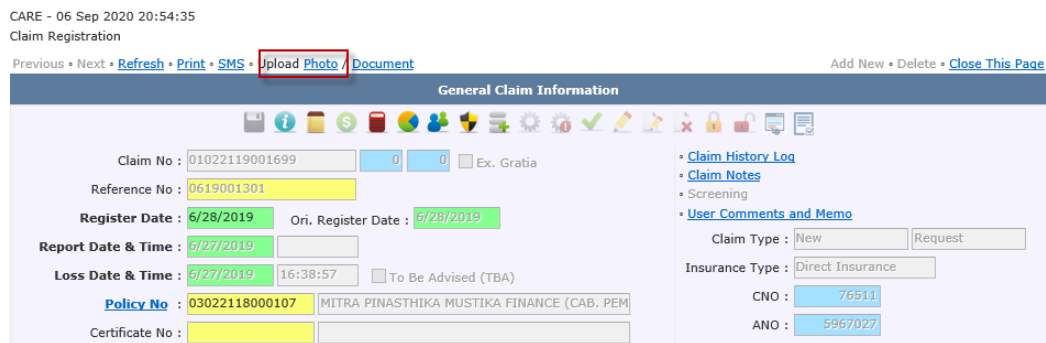 CARE - 06 Sep 2020 20:54:35
Claim Registration
Previous • Next • Refresh • Print • SMS • Upload Photo / Document Add New • Delete • Close This Page
General Claim Information
Claim No : 01022119001699 0 0 Ex. Gratia
Reference No : 0619001301
Register Date : 6/28/2019 Ori. Register Date : 6/28/2019
Report Date & Time : 6/27/2019
Loss Date & Time : 6/27/2019 16:38:57 To Be Advised (TBA)
Policy No : 03022118000107 MITRA PINASTHIKA MUSTIKA FINANCE (CAB. PEM
Certificate No :
• Claim History Log
• Claim Notes
• Screening
• User Comments and Memo
Claim Type : New Request
Insurance Type : Direct Insurance
CNO : 76511
ANO : 5967027